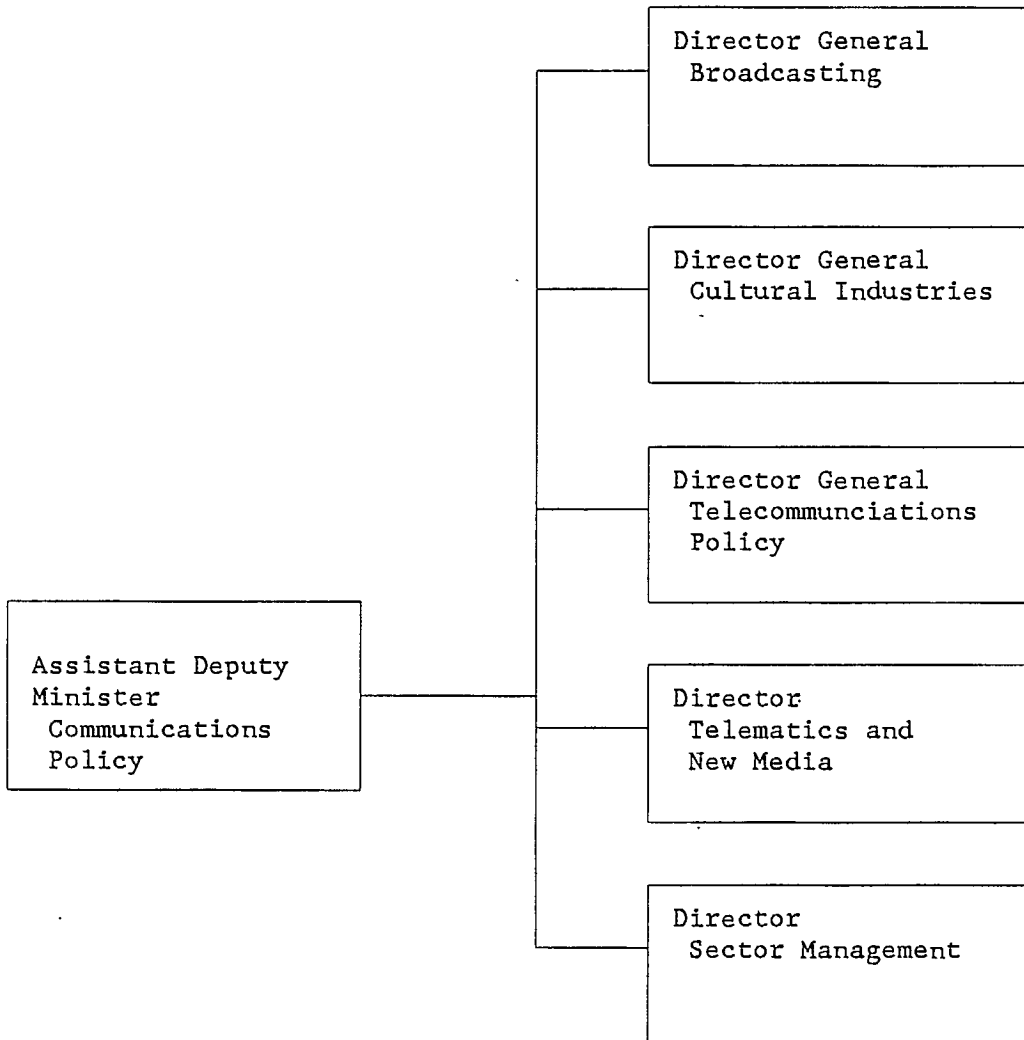 Director General
Broadcasting
Director General
Cultural Industries
Director General
Telecommunciations
Policy
Assistant Deputy
Minister
Communications
Policy
Director
Telematics and
New Media
Director
Sector Management